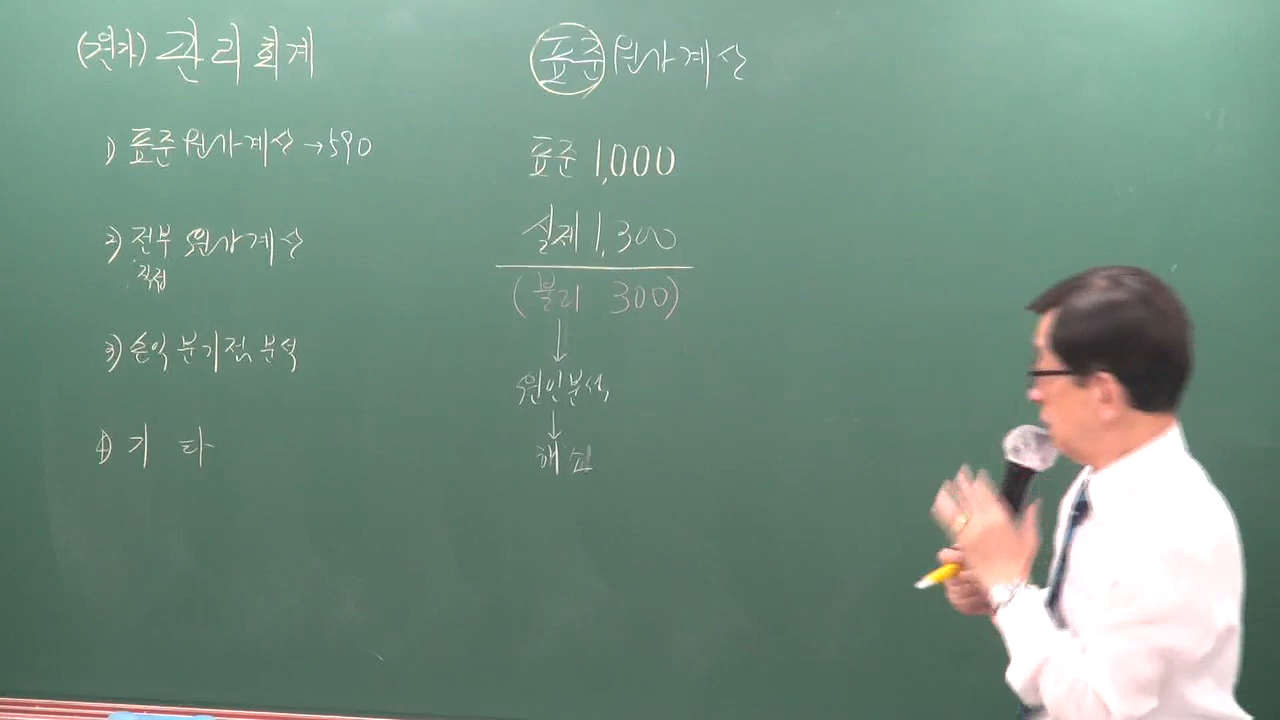 (원가) 관리회계
1) 표준원가계산 → 590
2) 전부원가계산
직접
3) 손익분기점분석
4) 기타
표준원가계산
표준 1,000
실제 1,300
(불리 300)
↓
원인분석
↓
해소